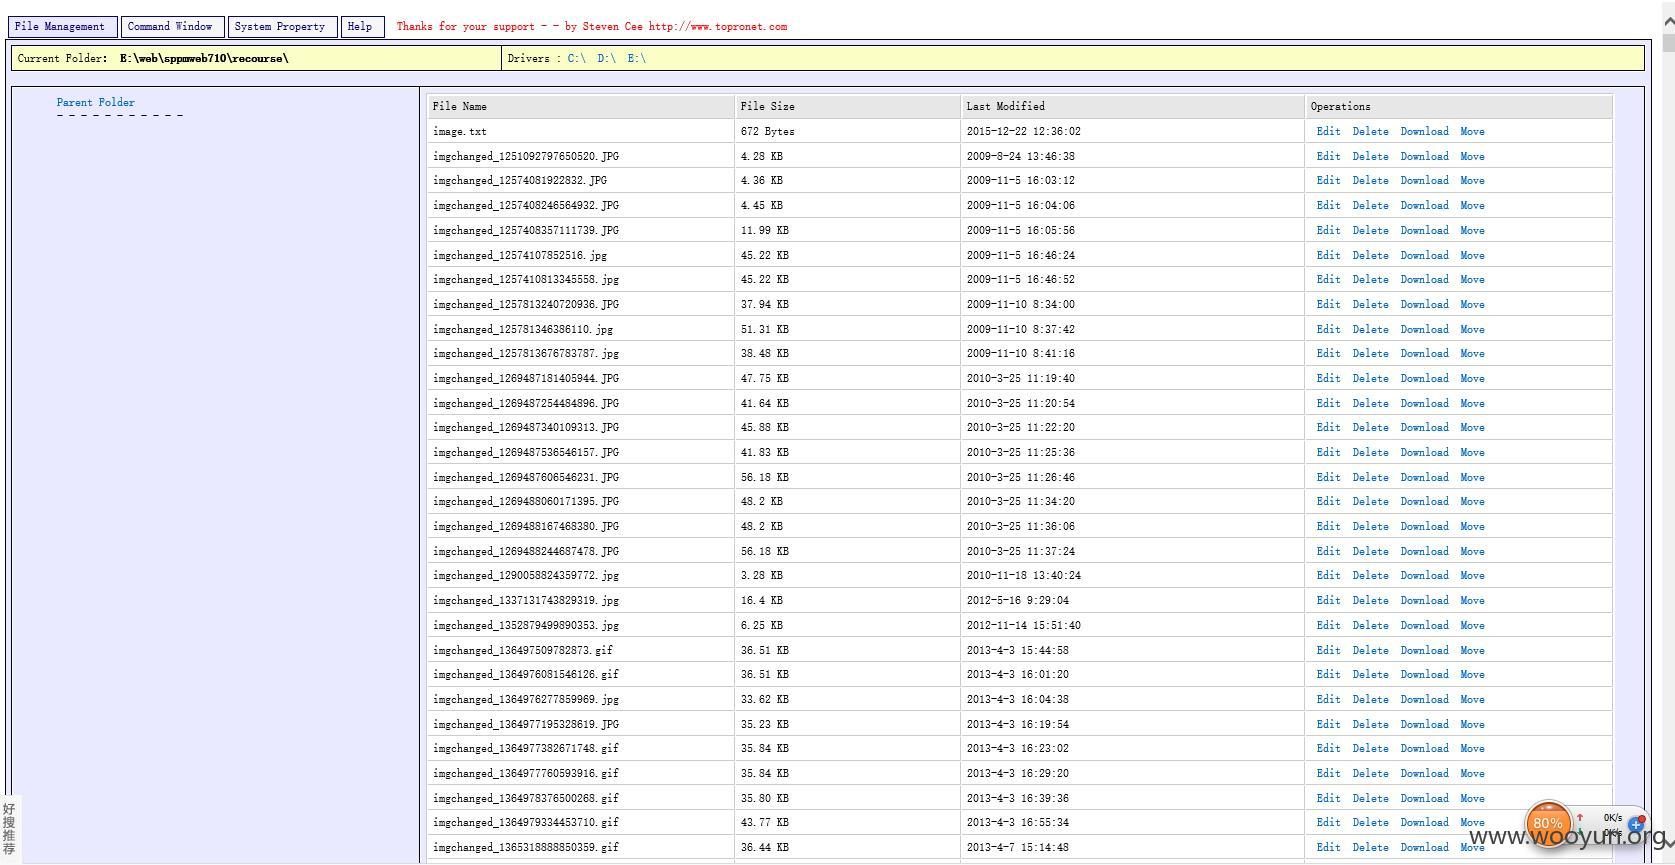 File Management Command Window System Property Help Thanks for your support - - by Steven Cee http://www.topronet.com
Current Folder: E:\web\sppmweb710\recourse\ Drivers : C:\ D:\ E:\
Parent Folder
- - - - - - - - - - -
File Name File Size Last Modified Operations
image.txt 672 Bytes 2015-12-22 12:36:02 Edit Delete Download Move
imgchanged_1251092797650520.JPG 4.28 KB 2009-8-24 13:46:38 Edit Delete Download Move
imgchanged_12574081922832.JPG 4.36 KB 2009-11-5 16:03:12 Edit Delete Download Move
imgchanged_1257408246564932.JPG 4.45 KB 2009-11-5 16:04:06 Edit Delete Download Move
imgchanged_1257408357111739.JPG 11.99 KB 2009-11-5 16:05:56 Edit Delete Download Move
imgchanged_12574107852516.jpg 45.22 KB 2009-11-5 16:46:24 Edit Delete Download Move
imgchanged_1257410813345558.jpg 45.22 KB 2009-11-5 16:46:52 Edit Delete Download Move
imgchanged_1257813240720936.JPG 37.94 KB 2009-11-10 8:34:00 Edit Delete Download Move
imgchanged_125781346386110.jpg 51.31 KB 2009-11-10 8:37:42 Edit Delete Download Move
imgchanged_1257813676783787.jpg 38.48 KB 2009-11-10 8:41:16 Edit Delete Download Move
imgchanged_1269487181405944.JPG 47.75 KB 2010-3-25 11:19:40 Edit Delete Download Move
imgchanged_1269487254484896.JPG 41.64 KB 2010-3-25 11:20:54 Edit Delete Download Move
imgchanged_1269487340109313.JPG 45.88 KB 2010-3-25 11:22:20 Edit Delete Download Move
imgchanged_1269487536546157.JPG 41.83 KB 2010-3-25 11:25:36 Edit Delete Download Move
imgchanged_1269487606546231.JPG 56.18 KB 2010-3-25 11:26:46 Edit Delete Download Move
imgchanged_1269488060171395.JPG 48.2 KB 2010-3-25 11:34:20 Edit Delete Download Move
imgchanged_1269488167468380.JPG 48.2 KB 2010-3-25 11:36:06 Edit Delete Download Move
imgchanged_1269488244687478.JPG 56.18 KB 2010-3-25 11:37:24 Edit Delete Download Move
imgchanged_1290058824359772.jpg 3.28 KB 2010-11-18 13:40:24 Edit Delete Download Move
imgchanged_1337131743829319.jpg 16.4 KB 2012-5-16 9:29:04 Edit Delete Download Move
imgchanged_1352879499890353.jpg 6.25 KB 2012-11-14 15:51:40 Edit Delete Download Move
imgchanged_136497509782873.gif 36.51 KB 2013-4-3 15:44:58 Edit Delete Download Move
imgchanged_1364976081546126.gif 36.51 KB 2013-4-3 16:01:20 Edit Delete Download Move
imgchanged_1364976277859969.jpg 33.62 KB 2013-4-3 16:04:38 Edit Delete Download Move
imgchanged_1364977195328619.JPG 35.23 KB 2013-4-3 16:19:54 Edit Delete Download Move
imgchanged_1364977382671748.gif 35.84 KB 2013-4-3 16:23:02 Edit Delete Download Move
imgchanged_1364977760593916.gif 35.84 KB 2013-4-3 16:29:20 Edit Delete Download Move
imgchanged_1364978376500268.gif 35.80 KB 2013-4-3 16:39:36 Edit Delete Download Move
imgchanged_1364979334453710.gif 43.77 KB 2013-4-3 16:55:34 Edit Delete Download Move
imgchanged_1365318888850359.gif 36.44 KB 2013-4-7 15:14:48 Edit Delete Download Move
好搜推荐
80% 0K/s
0K/s
www.wooyun.org